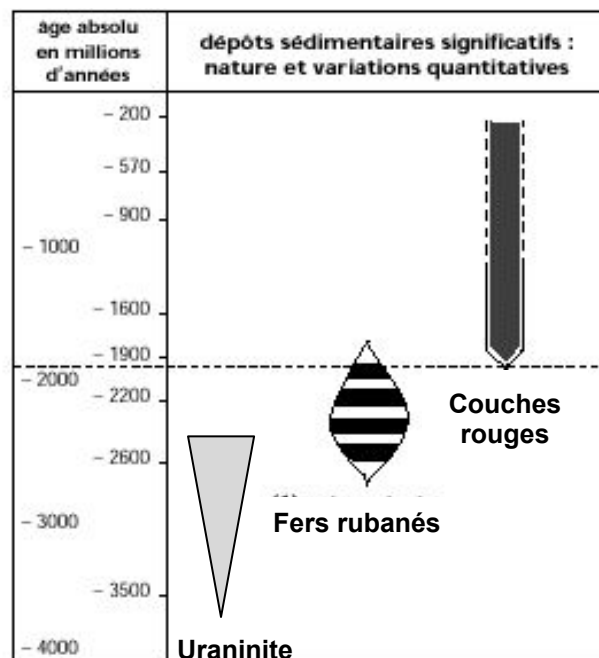 âge absolu
en millions
d'années
dépôts sédimentaires significatifs :
nature et variations quantitatives
– 200
– 570
– 900
– 1000
– 1600
– 1900
– 2000
– 2200
Couches
rouges
– 2600
– 3000
Fers rubanés
– 3500
– 4000
Uraninite